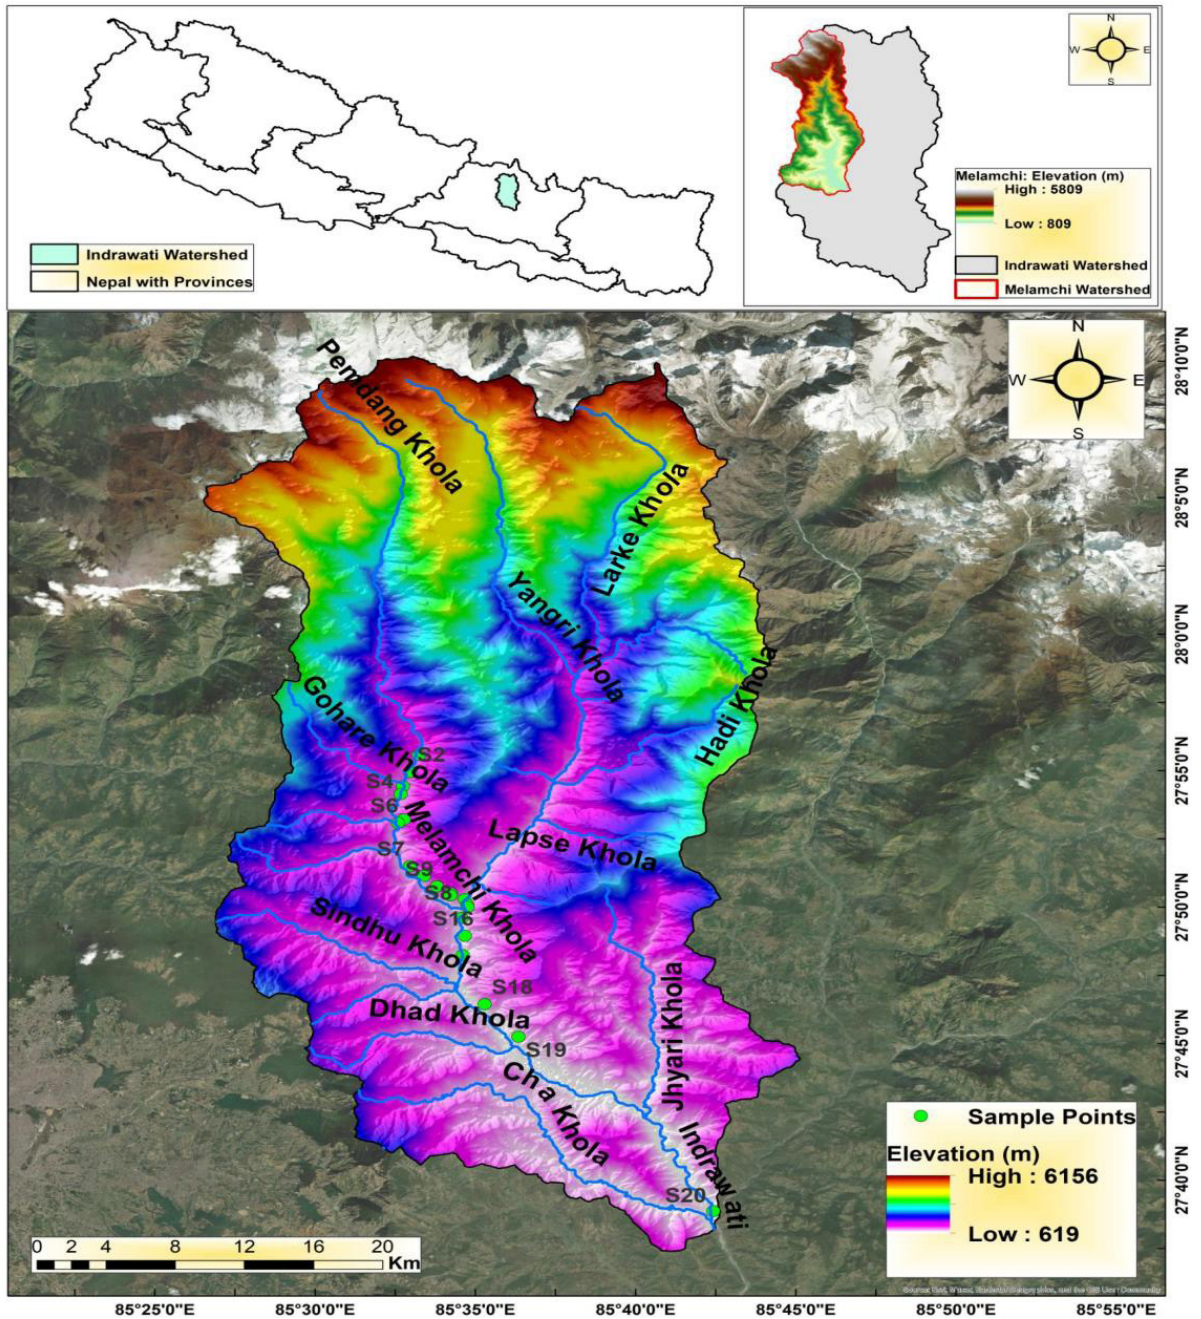 N
W E
S
Melamchi: Elevation (m)
High : 5809
Low : 809
Indrawati Watershed
Melamchi Watershed
Indrawati Watershed
Nepal with Provinces
N
W E
S
Pemdang Khola
Larke Khola
Yangri Khola
Hadi Khola
Gohare Khola
S2
S4
S6
Melamchi Khola
Lapse Khola
S7
S9
S8
S16
Sindhu Khola
S18
Dhad Khola
S19
Jhyari Khola
Cha Khola
Indrawati
S20
Sample Points
Elevation (m)
High : 6156
Low : 619
0 2 4 8 12 16 20
Km
28°10'0"N
28°5'0"N
28°0'0"N
27°55'0"N
27°50'0"N
27°45'0"N
27°40'0"N
85°25'0"E 85°30'0"E 85°35'0"E 85°40'0"E 85°45'0"E 85°50'0"E 85°55'0"E